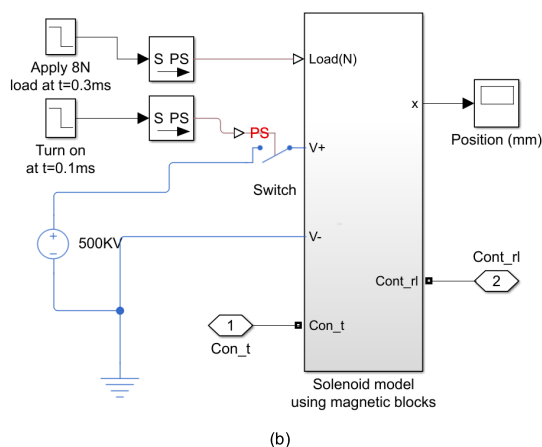 Apply 8N
load at t=0.3ms
S PS
Load(N)
Turn on
at t=0.1ms
S PS
PS
Switch
V+
x
Position (mm)
500KV
V-
Cont_rl
Cont_rl
2
1
Con_t
Con_t
Solenoid model
using magnetic blocks
(b)